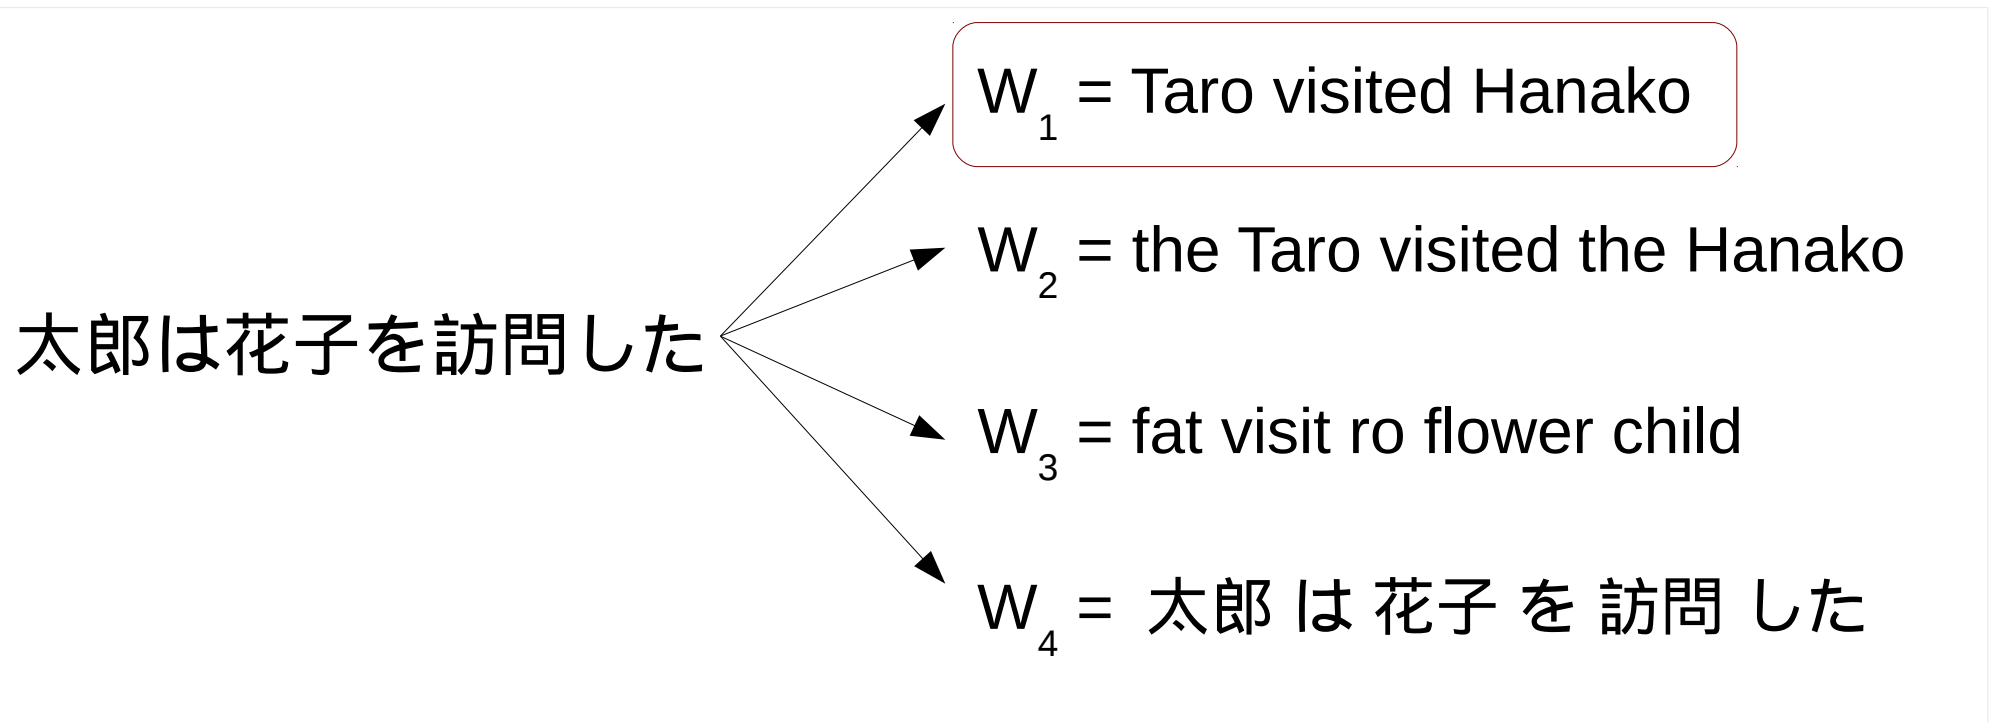 W1 = Taro visited Hanako
W2 = the Taro visited the Hanako
太郎は花子を訪問した
W3 = fat visit ro flower child
W4 = 太郎 は 花子 を 訪問 した